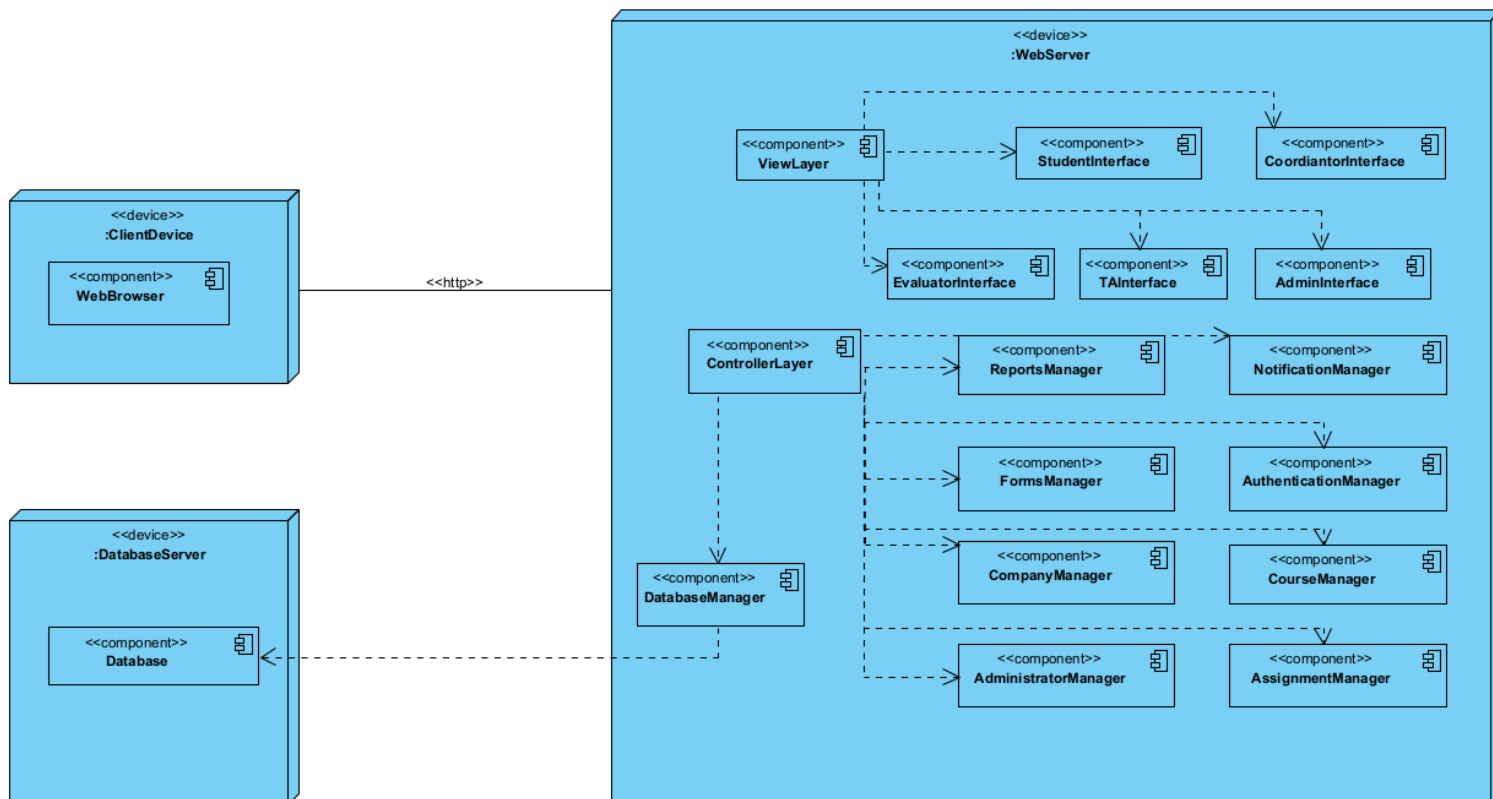 <<device>>
:WebServer
<<component>>
ViewLayer
<<component>>
StudentInterface
<<component>>
CoordiantorInterface
<<device>>
:ClientDevice
<<component>>
WebBrowser
<<http>>
<<component>>
EvaluatorInterface
<<component>>
TAInterface
<<component>>
AdminInterface
<<component>>
ControllerLayer
<<component>>
ReportsManager
<<component>>
NotificationManager
<<component>>
FormsManager
<<component>>
AuthenticationManager
<<device>>
:DatabaseServer
<<component>>
Database
<<component>>
DatabaseManager
<<component>>
CompanyManager
<<component>>
CourseManager
<<component>>
AdministratorManager
<<component>>
AssignmentManager